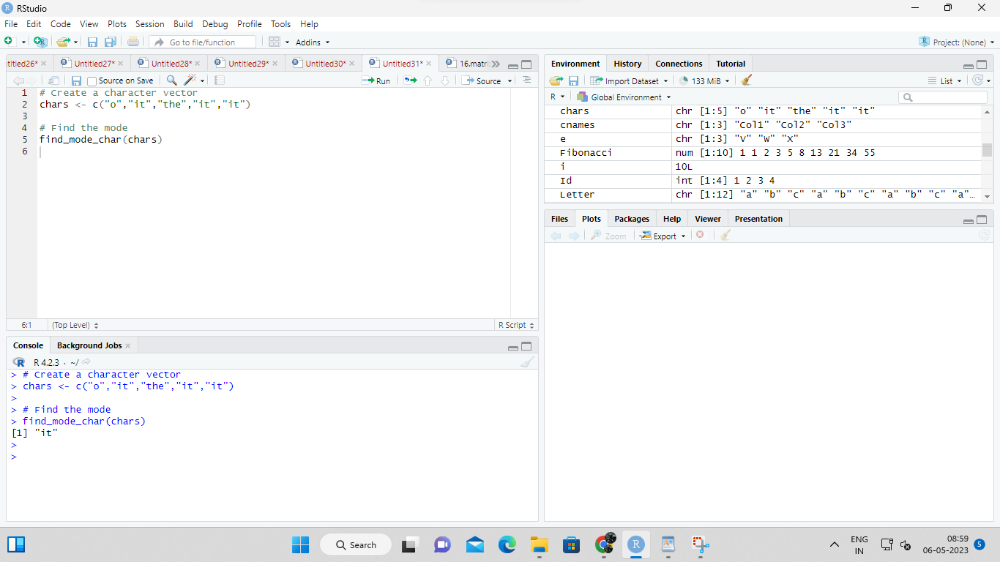 RStudio
File Edit Code View Plots Session Build Debug Profile Tools Help
Go to file/function Addins Project: (None)
titled26* Untitled27* Untitled28* Untitled29* Untitled30* Untitled31* 16.matri
Source on Save Run Source
1 # Create a character vector
2 chars <- c("o","it","the","it","it")
3
4 # Find the mode
5 find_mode_char(chars)
6
6:1 (Top Level) R Script
Console Background Jobs
R 4.2.3 · ~/
> # Create a character vector
> chars <- c("o","it","the","it","it")
>
> # Find the mode
> find_mode_char(chars)
[1] "it"
>
>
Environment History Connections Tutorial
Import Dataset 133 MiB List
R Global Environment
chars chr [1:5] "o" "it" "the" "it" "it"
cnames chr [1:3] "Col1" "Col2" "Col3"
e chr [1:3] "V" "W" "X"
Fibonacci num [1:10] 1 1 2 3 5 8 13 21 34 55
i 10L
Id int [1:4] 1 2 3 4
Letter chr [1:12] "a" "b" "c" "a" "b" "c" "a" "b" "c" "a"…
Files Plots Packages Help Viewer Presentation
Zoom Export
Search
ENG
IN
08:59
06-05-2023
5